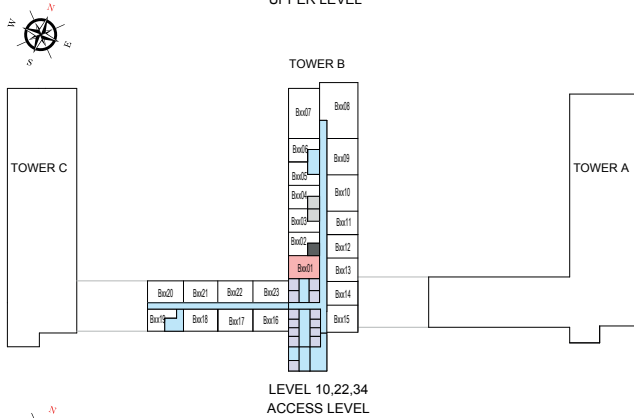 UPPER LEVEL
N
W
E
S
TOWER B
Bxx07
Bxx08
Bxx06
Bxx09
Bxx05
TOWER C
TOWER A
Bxx04
Bxx10
Bxx03
Bxx11
Bxx02
Bxx12
Bxx01
Bxx13
Bxx20
Bxx21
Bxx22
Bxx23
Bxx14
Bxx19
Bxx18
Bxx17
Bxx16
Bxx15
LEVEL 10,22,34
ACCESS LEVEL
N